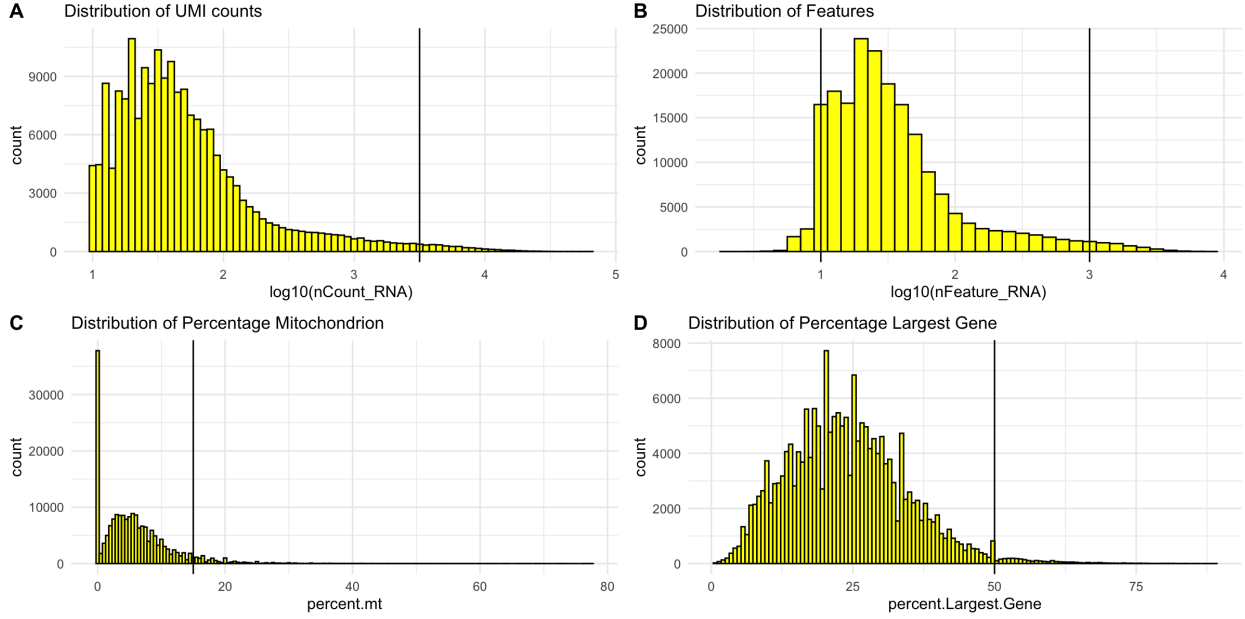 A
Distribution of UMI counts
count
9000
6000
3000
0
1 2 3 4 5
log10(nCount_RNA)
B
Distribution of Features
count
25000
20000
15000
10000
5000
0
1 2 3 4
log10(nFeature_RNA)
C
Distribution of Percentage Mitochondrion
count
30000
20000
10000
0
0 20 40 60 80
percent.mt
D
Distribution of Percentage Largest Gene
count
8000
6000
4000
2000
0
0 25 50 75
percent.Largest.Gene